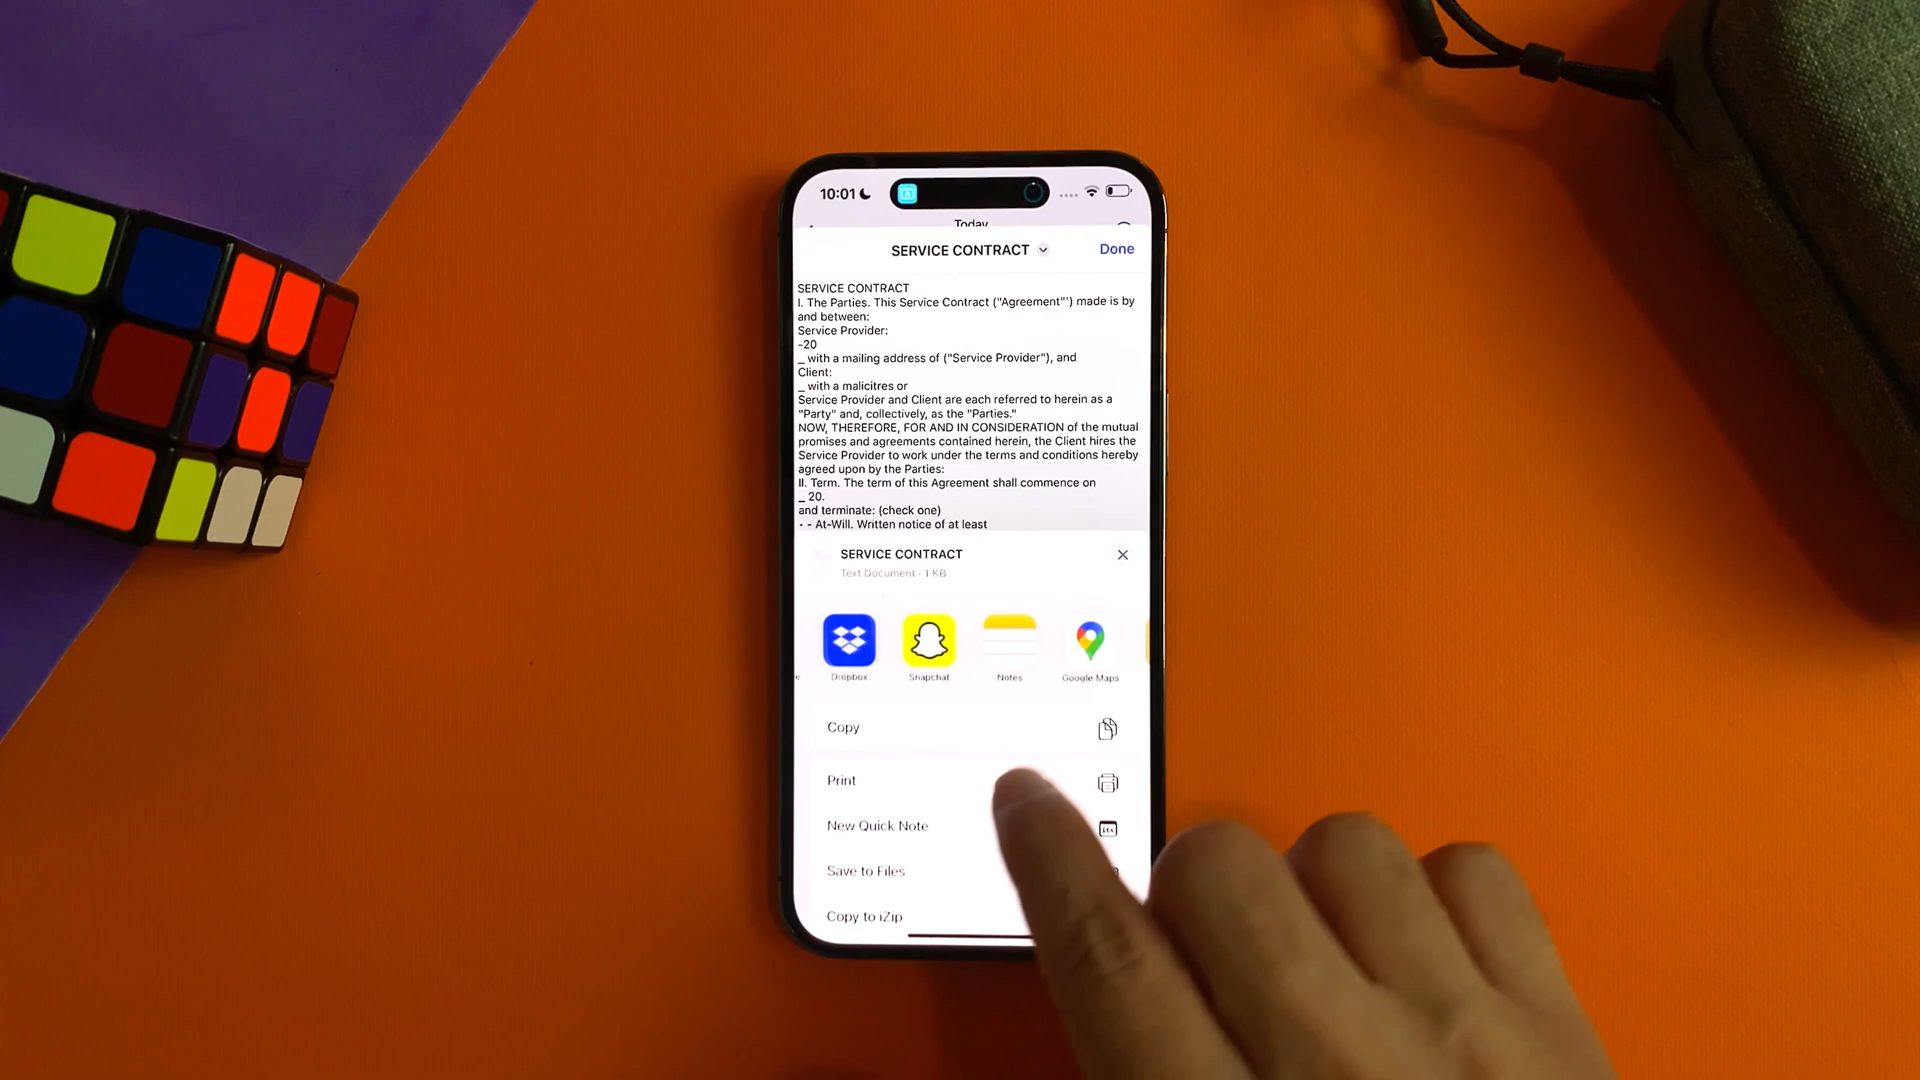 10:01
Today
SERVICE CONTRACT
Done
SERVICE CONTRACT
I. The Parties. This Service Contract ("Agreement"') made is by
and between:
Service Provider:
-20
_ with a mailing address of ("Service Provider"), and
Client:
_ with a malicitres or
Service Provider and Client are each referred to herein as a
"Party" and, collectively, as the "Parties."
NOW, THEREFORE, FOR AND IN CONSIDERATION of the mutual
promises and agreements contained herein, the Client hires the
Service Provider to work under the terms and conditions hereby
agreed upon by the Parties:
II. Term. The term of this Agreement shall commence on
_ 20.
and terminate: (check one)
· - At-Will. Written notice of at least
SERVICE CONTRACT
Text Document · 1 KB
e
Dropbox
Snapchat
Notes
Google Maps
Copy
Print
New Quick Note
Save to Files
Copy to iZip